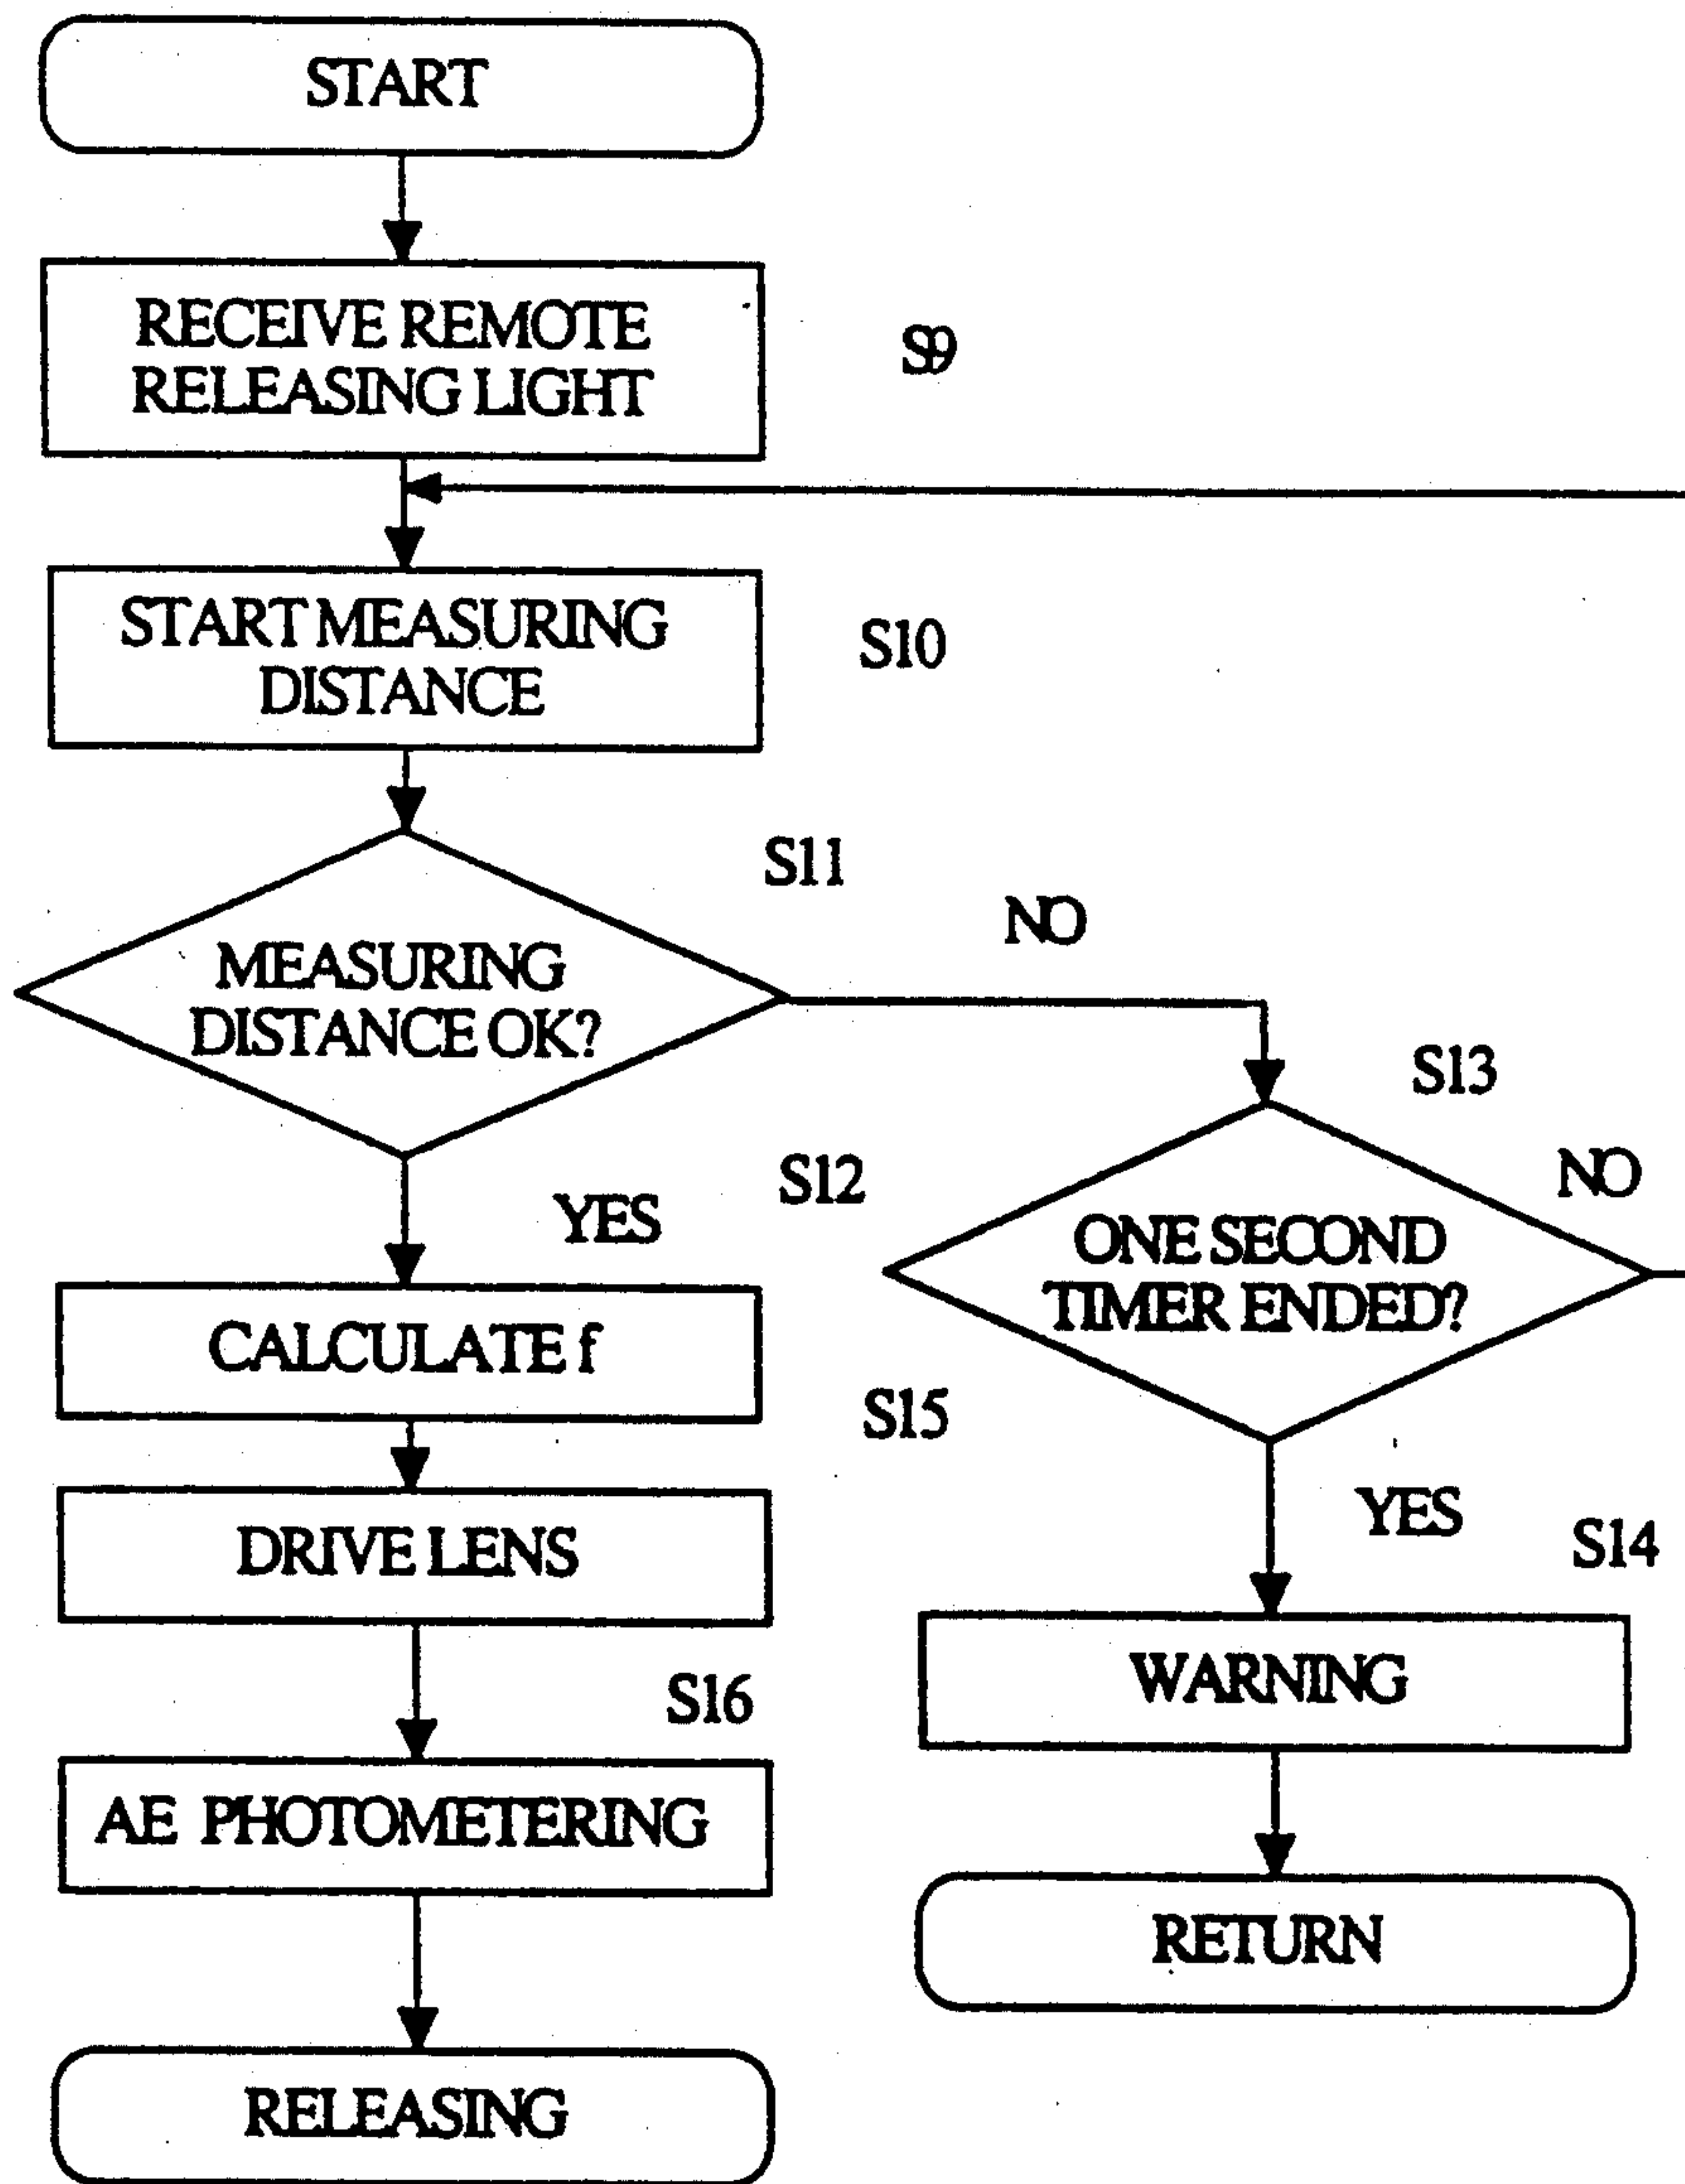 START
RECEIVE REMOTE
RELEASING LIGHT
S9
START MEASURING
DISTANCE
S10
S11
MEASURING
DISTANCE OK?
NO
S13
YES
S12
ONE SECOND
TIMER ENDED?
NO
CALCULATE f
S15
DRIVE LENS
YES
S14
WARNING
S16
AE PHOTOMETERING
RETURN
RELEASING